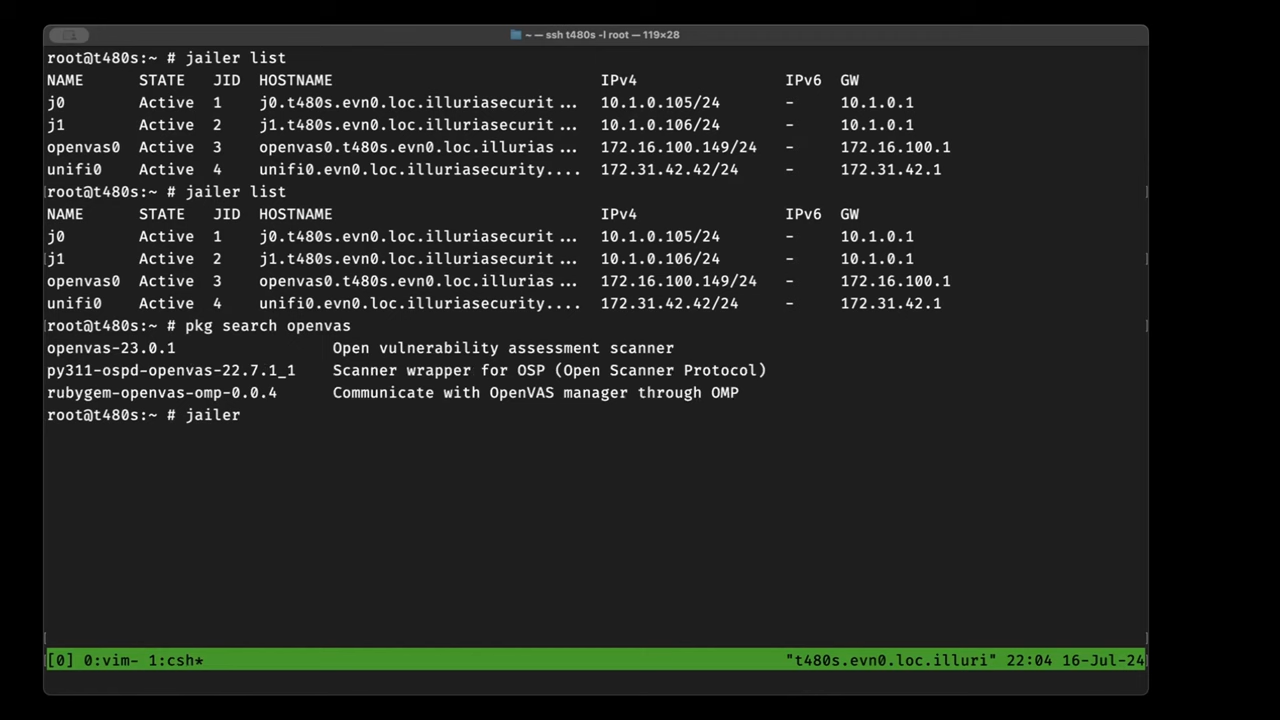 ~ — ssh t480s -l root — 119×28
root@t480s:~ # jailer list
NAME STATE JID HOSTNAME IPv4 IPv6 GW
j0 Active 1 j0.t480s.evn0.loc.illuriasecurit ... 10.1.0.105/24 - 10.1.0.1
j1 Active 2 j1.t480s.evn0.loc.illuriasecurit ... 10.1.0.106/24 - 10.1.0.1
openvas0 Active 3 openvas0.t480s.evn0.loc.illurias ... 172.16.100.149/24 - 172.16.100.1
unifi0 Active 4 unifi0.evn0.loc.illuriasecurity.... 172.31.42.42/24 - 172.31.42.1
root@t480s:~ # jailer list
NAME STATE JID HOSTNAME IPv4 IPv6 GW
j0 Active 1 j0.t480s.evn0.loc.illuriasecurit ... 10.1.0.105/24 - 10.1.0.1
j1 Active 2 j1.t480s.evn0.loc.illuriasecurit ... 10.1.0.106/24 - 10.1.0.1
openvas0 Active 3 openvas0.t480s.evn0.loc.illurias ... 172.16.100.149/24 - 172.16.100.1
unifi0 Active 4 unifi0.evn0.loc.illuriasecurity.... 172.31.42.42/24 - 172.31.42.1
root@t480s:~ # pkg search openvas
openvas-23.0.1 Open vulnerability assessment scanner
py311-ospd-openvas-22.7.1_1 Scanner wrapper for OSP (Open Scanner Protocol)
rubygem-openvas-omp-0.0.4 Communicate with OpenVAS manager through OMP
root@t480s:~ # jailer
[0] 0:vim- 1:csh* "t480s.evn0.loc.illuri" 22:04 16-Jul-24